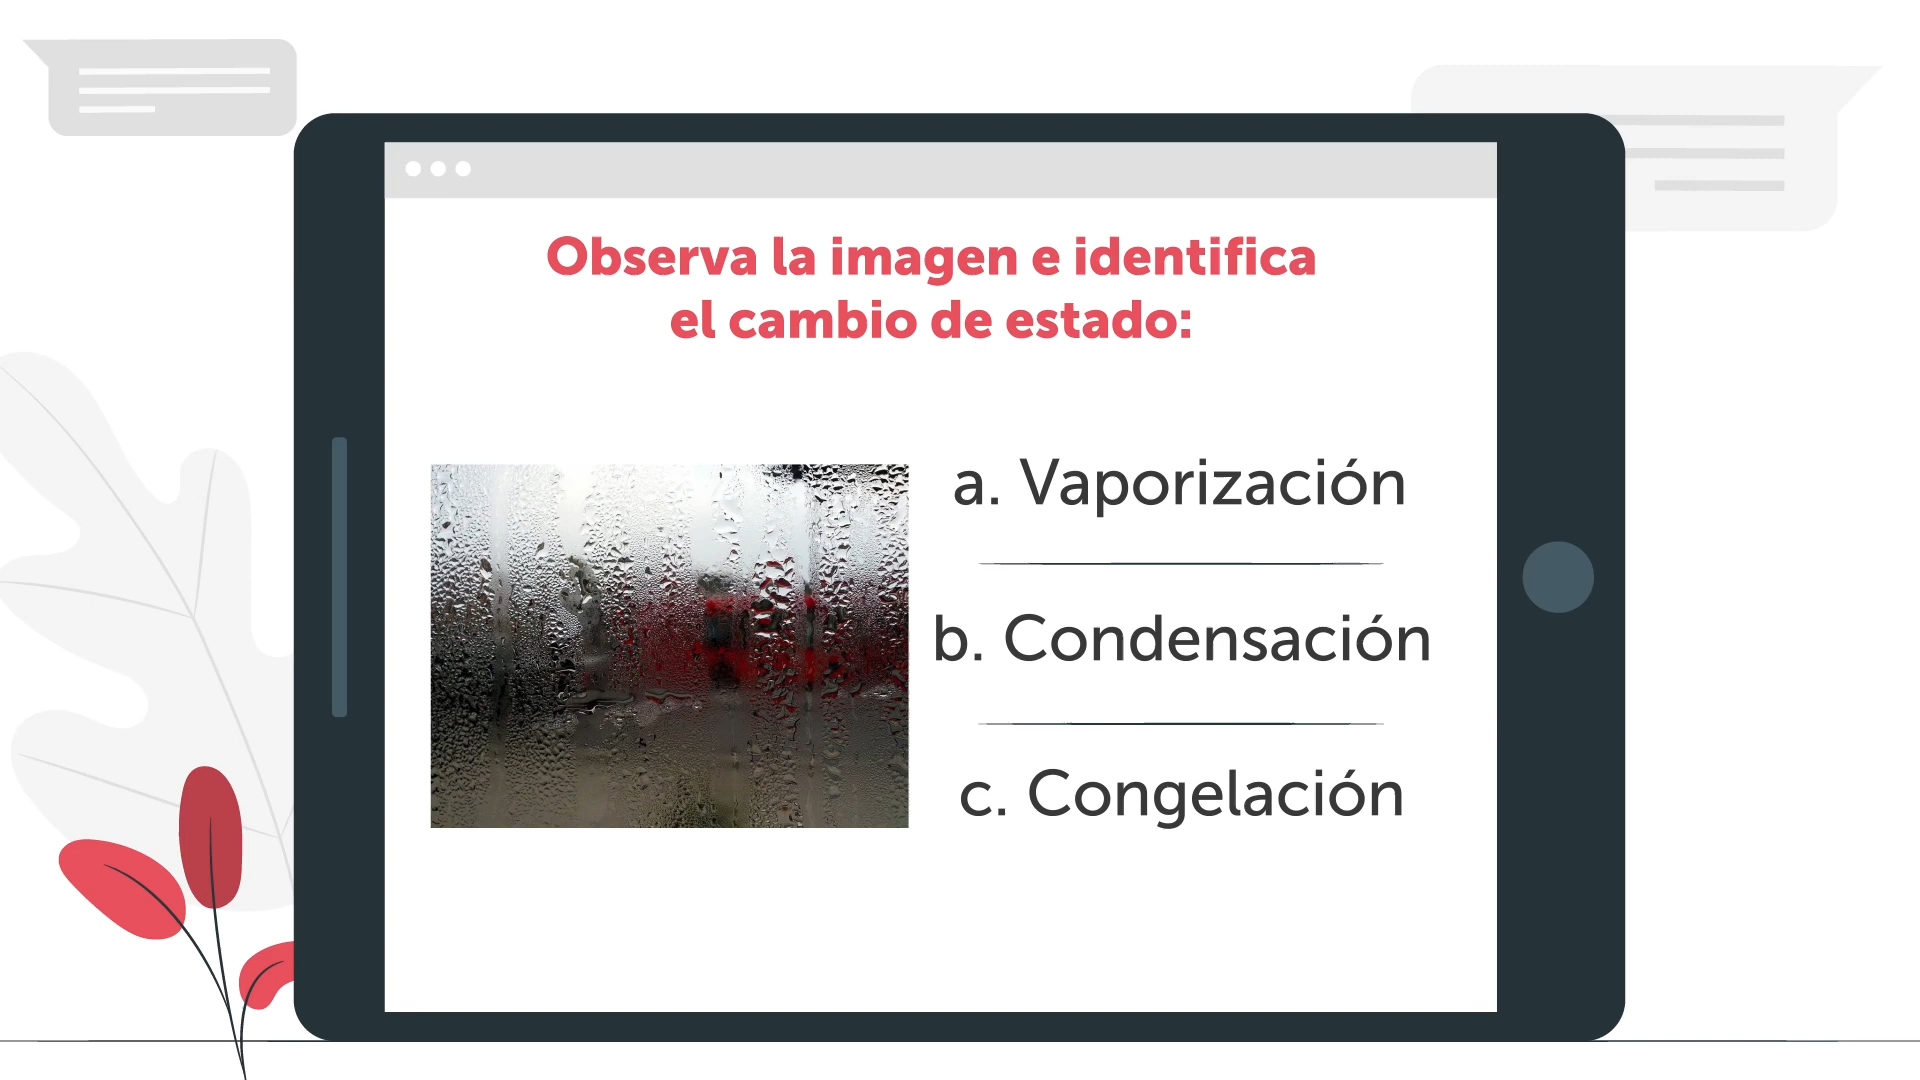 Observa la imagen e identifica
el cambio de estado:
a. Vaporización
b. Condensación
c. Congelación